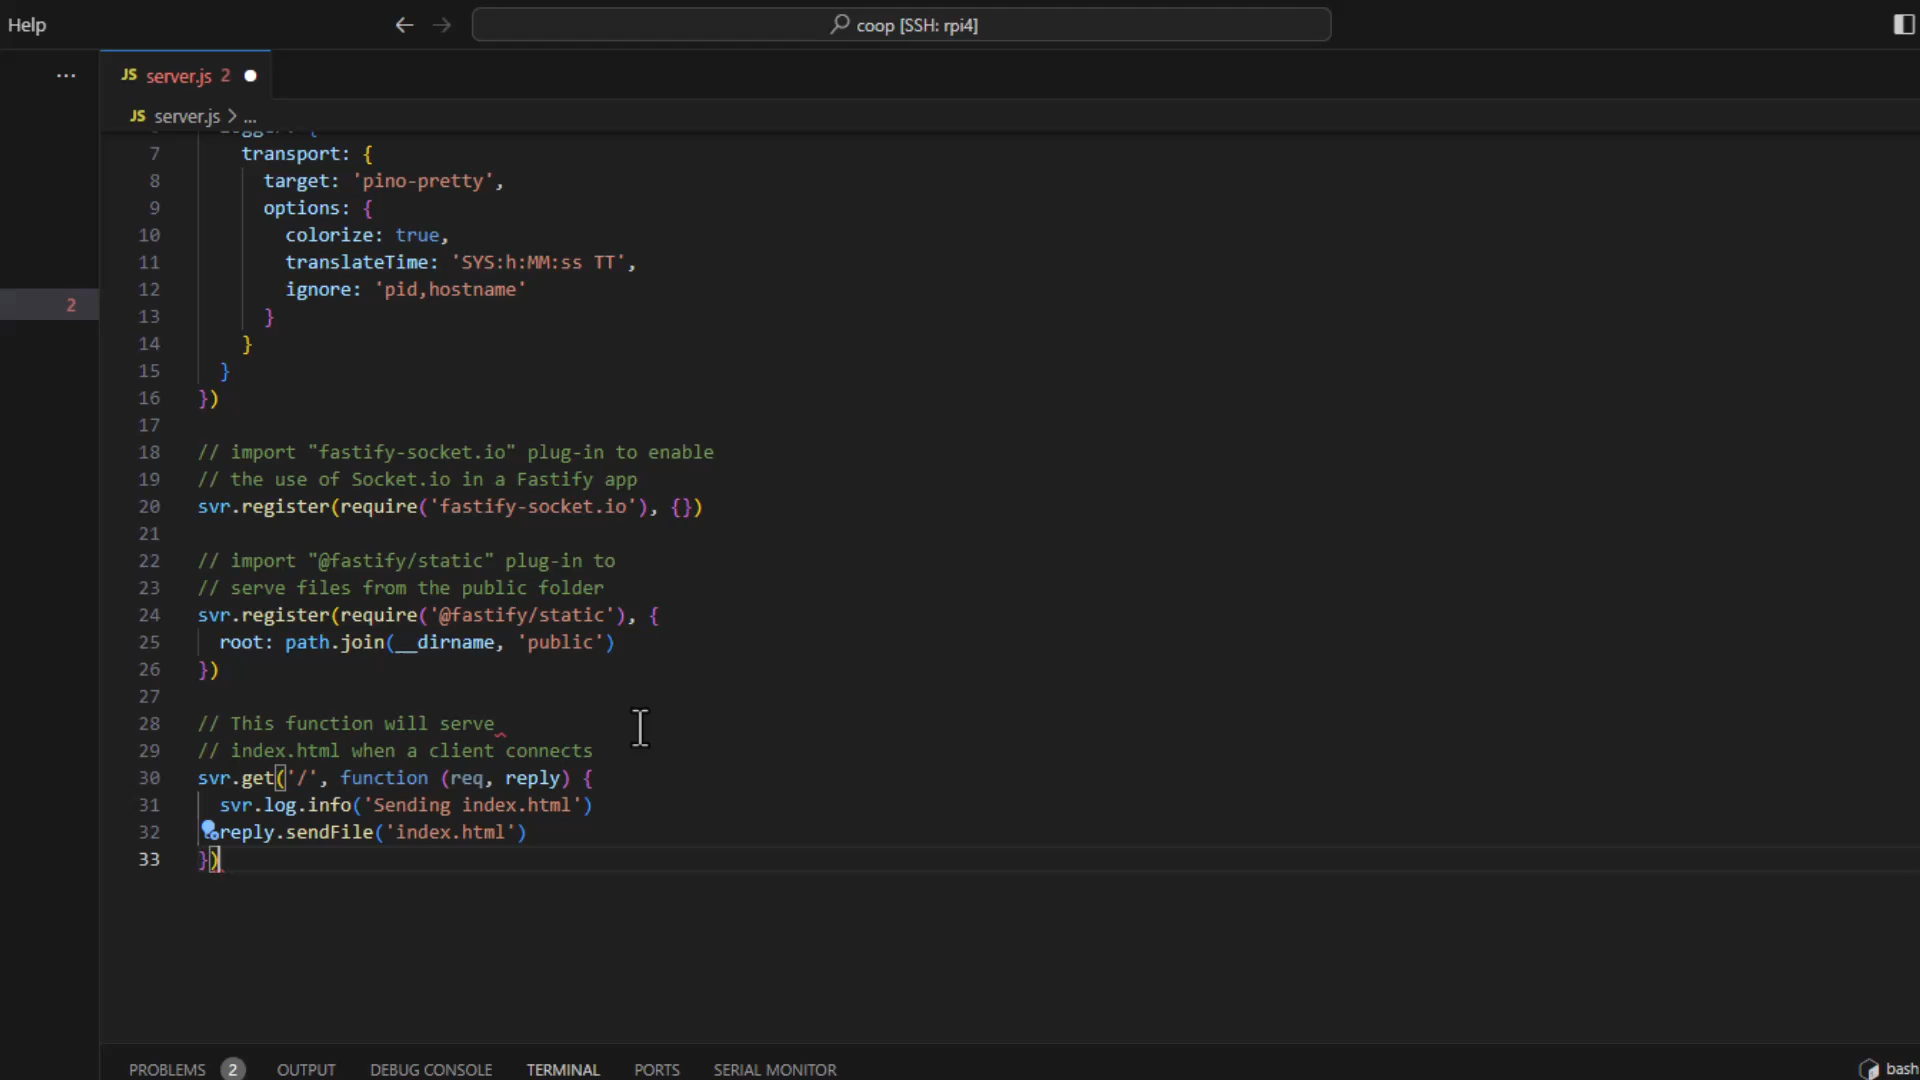 Help
coop [SSH: rpi4]
JS server.js 2
JS server.js > ...
7 transport: {
8 target: 'pino-pretty',
9 options: {
10 colorize: true,
11 translateTime: 'SYS:h:MM:ss TT',
2
12 ignore: 'pid,hostname'
13 }
14 }
15 }
16 })
17
18 // import "fastify-socket.io" plug-in to enable
19 // the use of Socket.io in a Fastify app
20 svr.register(require('fastify-socket.io'), {})
21
22 // import "@fastify/static" plug-in to
23 // serve files from the public folder
24 svr.register(require('@fastify/static'), {
25 root: path.join(__dirname, 'public')
26 })
27
28 // This function will serve
29 // index.html when a client connects
30 svr.get('/', function (req, reply) {
31 svr.log.info('Sending index.html')
32 reply.sendFile('index.html')
33 })
PROBLEMS 2 OUTPUT DEBUG CONSOLE TERMINAL PORTS SERIAL MONITOR bash